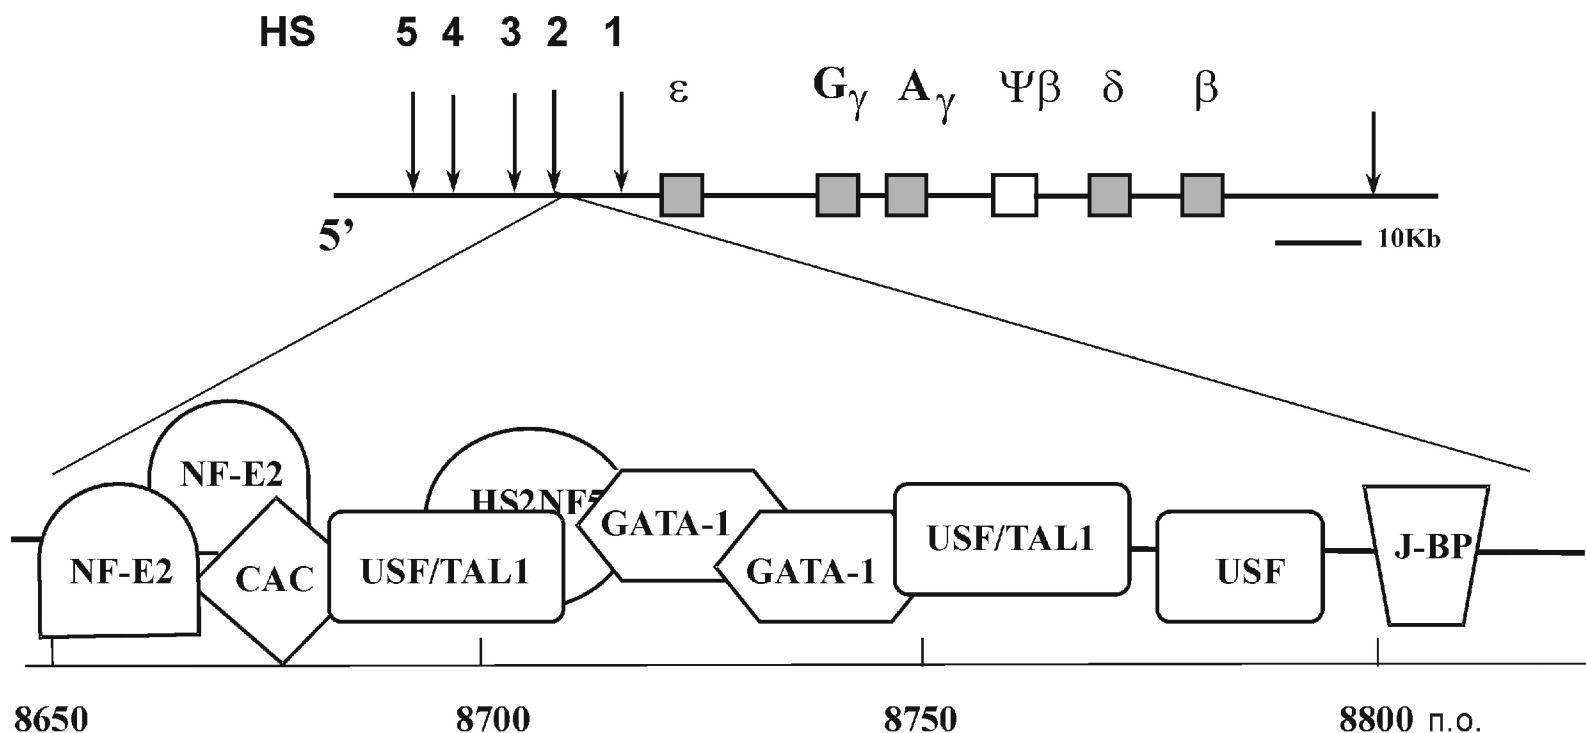 HS 5 4 3 2 1
ε Gγ Aγ Ψβ δ β
5’
10Kb
NF-E2
HS2NF5
GATA-1
USF/TAL1
J-BP
NF-E2
CAC
USF/TAL1
GATA-1
USF
8650 8700 8750 8800 п.о.